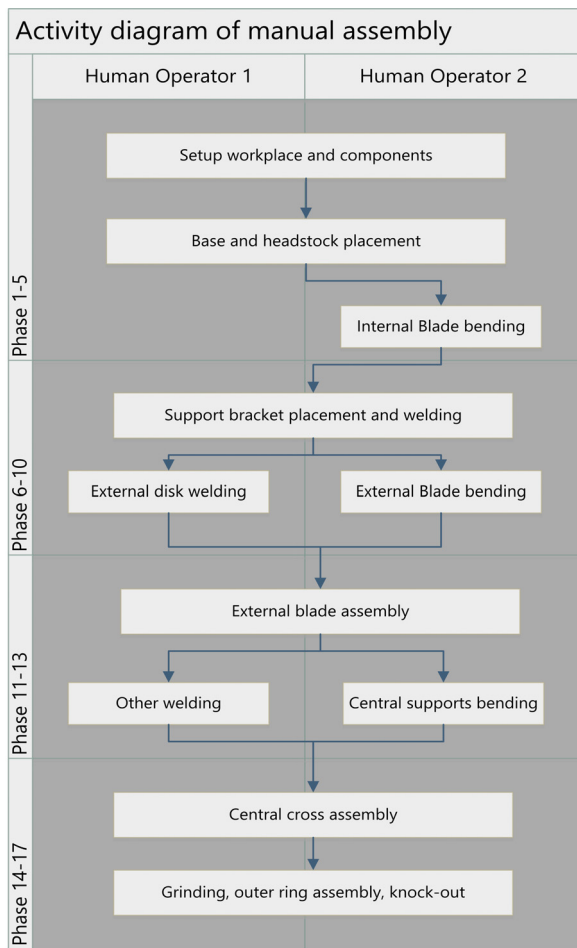 Activity diagram of manual assembly
Human Operator 1
Human Operator 2
Phase 1-5
Setup workplace and components
Base and headstock placement
Internal Blade bending
Phase 6-10
Support bracket placement and welding
External disk welding
External Blade bending
Phase 11-13
External blade assembly
Other welding
Central supports bending
Phase 14-17
Central cross assembly
Grinding, outer ring assembly, knock-out